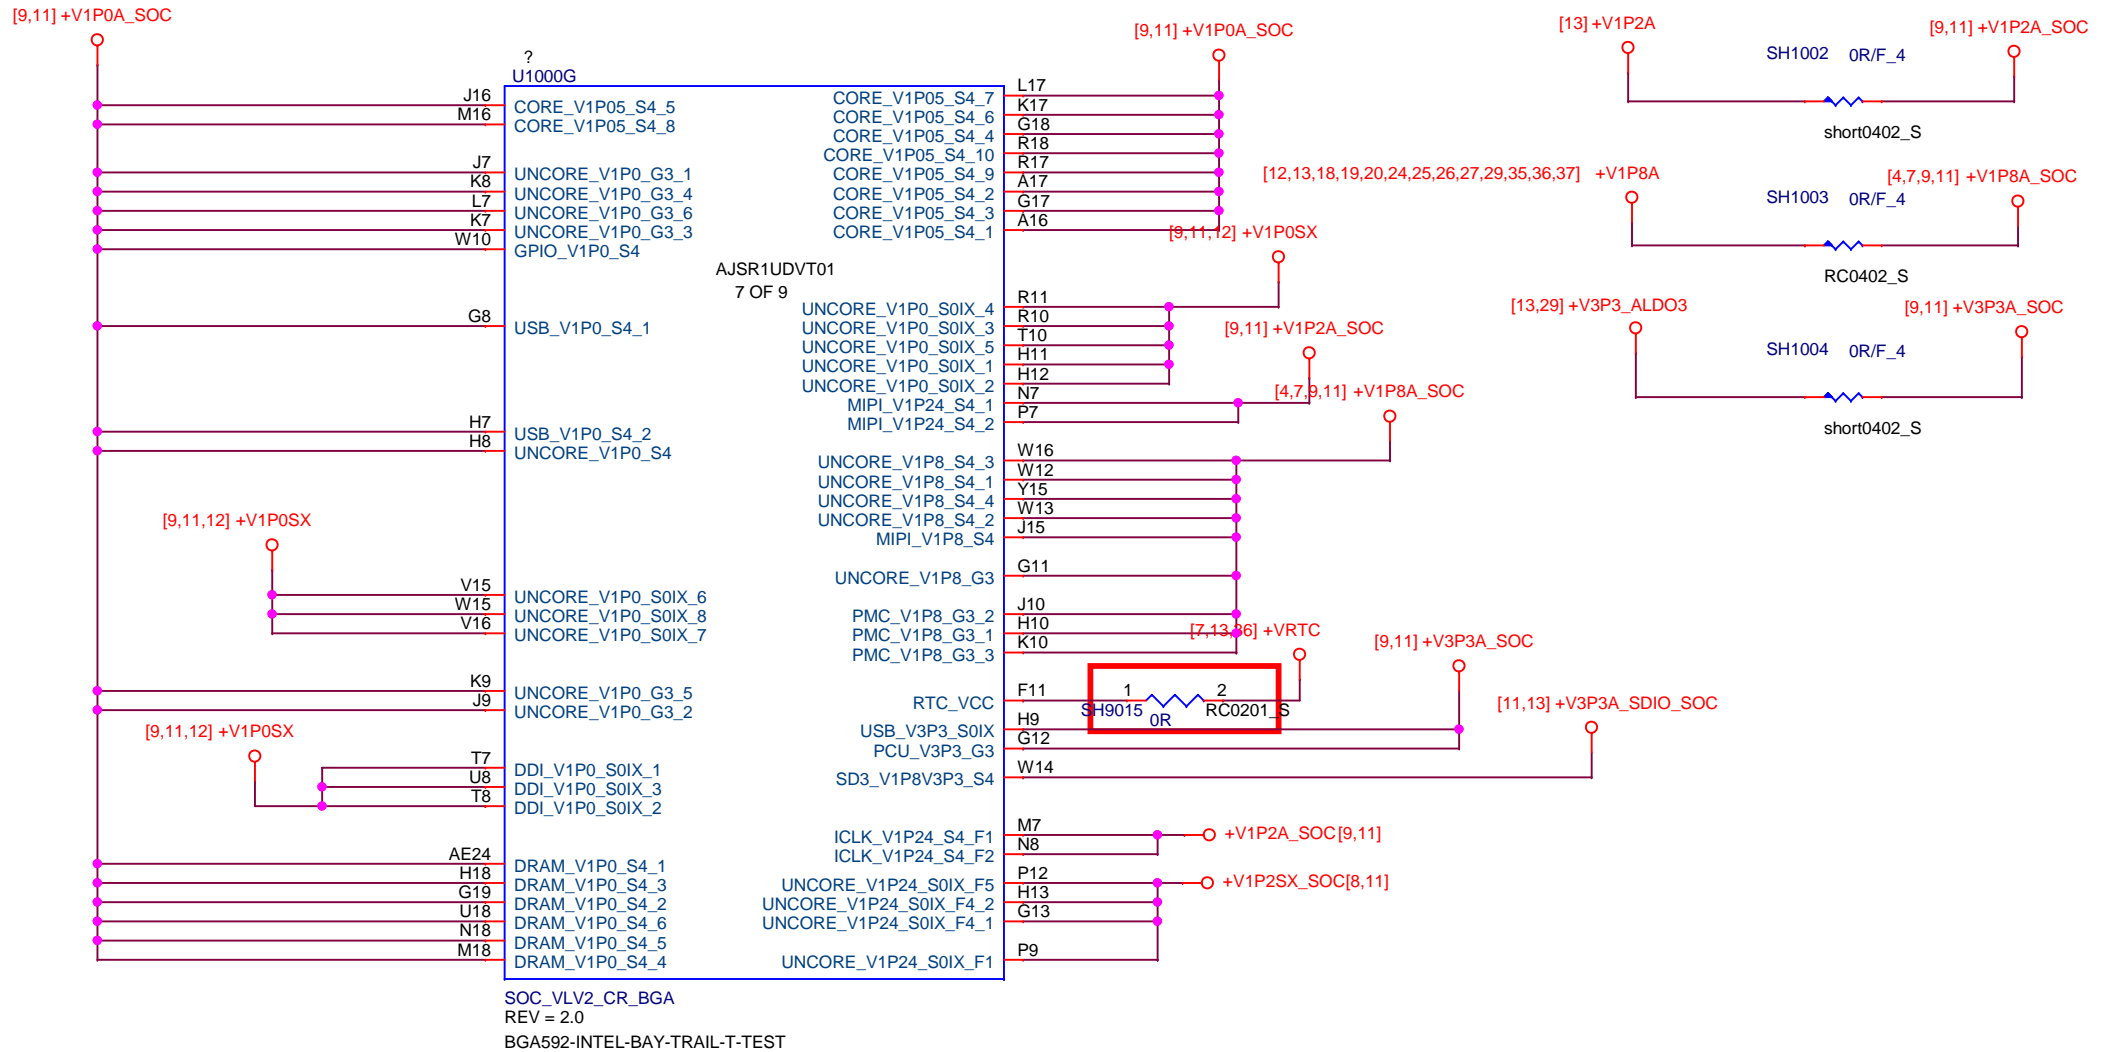 [9,11] +V1P0A_SOC
?
U1000G
J16 CORE_V1P05_S4_5
M16 CORE_V1P05_S4_8
J7 UNCORE_V1P0_G3_1
K8 UNCORE_V1P0_G3_4
L7 UNCORE_V1P0_G3_6
K7 UNCORE_V1P0_G3_3
W10 GPIO_V1P0_S4
G8 USB_V1P0_S4_1
H7 USB_V1P0_S4_2
H8 UNCORE_V1P0_S4
[9,11,12] +V1P0SX
V15 UNCORE_V1P0_S0IX_6
W15 UNCORE_V1P0_S0IX_8
V16 UNCORE_V1P0_S0IX_7
K9 UNCORE_V1P0_G3_5
J9 UNCORE_V1P0_G3_2
[9,11,12] +V1P0SX
T7 DDI_V1P0_S0IX_1
U8 DDI_V1P0_S0IX_3
T8 DDI_V1P0_S0IX_2
AE24 DRAM_V1P0_S4_1
H18 DRAM_V1P0_S4_3
G19 DRAM_V1P0_S4_2
U18 DRAM_V1P0_S4_6
N18 DRAM_V1P0_S4_5
M18 DRAM_V1P0_S4_4
AJSR1UDVT01
7 OF 9
[9,11] +V1P0A_SOC
CORE_V1P05_S4_7 L17
CORE_V1P05_S4_6 K17
CORE_V1P05_S4_4 G18
CORE_V1P05_S4_10 R18
CORE_V1P05_S4_9 R17
CORE_V1P05_S4_2 A17
CORE_V1P05_S4_3 G17
CORE_V1P05_S4_1 A16
[9,11,12] +V1P0SX
UNCORE_V1P0_S0IX_4 R11
UNCORE_V1P0_S0IX_3 R10
UNCORE_V1P0_S0IX_5 T10
UNCORE_V1P0_S0IX_1 H11
UNCORE_V1P0_S0IX_2 H12
[9,11] +V1P2A_SOC
MIPI_V1P24_S4_1 N7
MIPI_V1P24_S4_2 P7
[4,7,9,11] +V1P8A_SOC
UNCORE_V1P8_S4_3 W16
UNCORE_V1P8_S4_1 W12
UNCORE_V1P8_S4_4 Y15
UNCORE_V1P8_S4_2 W13
MIPI_V1P8_S4 J15
UNCORE_V1P8_G3 G11
PMC_V1P8_G3_2 J10
PMC_V1P8_G3_1 H10
PMC_V1P8_G3_3 K10
[7,13,36] +VRTC
[9,11] +V3P3A_SOC
RTC_VCC F11
1 2
SH9015 0R RC0201_S
USB_V3P3_S0IX H9
PCU_V3P3_G3 G12
[11,13] +V3P3A_SDIO_SOC
SD3_V1P8V3P3_S4 W14
ICLK_V1P24_S4_F1 M7 +V1P2A_SOC[9,11]
ICLK_V1P24_S4_F2 N8
UNCORE_V1P24_S0IX_F5 P12 +V1P2SX_SOC[8,11]
UNCORE_V1P24_S0IX_F4_2 H13
UNCORE_V1P24_S0IX_F4_1 G13
UNCORE_V1P24_S0IX_F1 P9
SOC_VLV2_CR_BGA
REV = 2.0
BGA592-INTEL-BAY-TRAIL-T-TEST
[13] +V1P2A
SH1002 0R/F_4
[9,11] +V1P2A_SOC
short0402_S
[12,13,18,19,20,24,25,26,27,29,35,36,37] +V1P8A
SH1003 0R/F_4
[4,7,9,11] +V1P8A_SOC
RC0402_S
[13,29] +V3P3_ALDO3
SH1004 0R/F_4
[9,11] +V3P3A_SOC
short0402_S